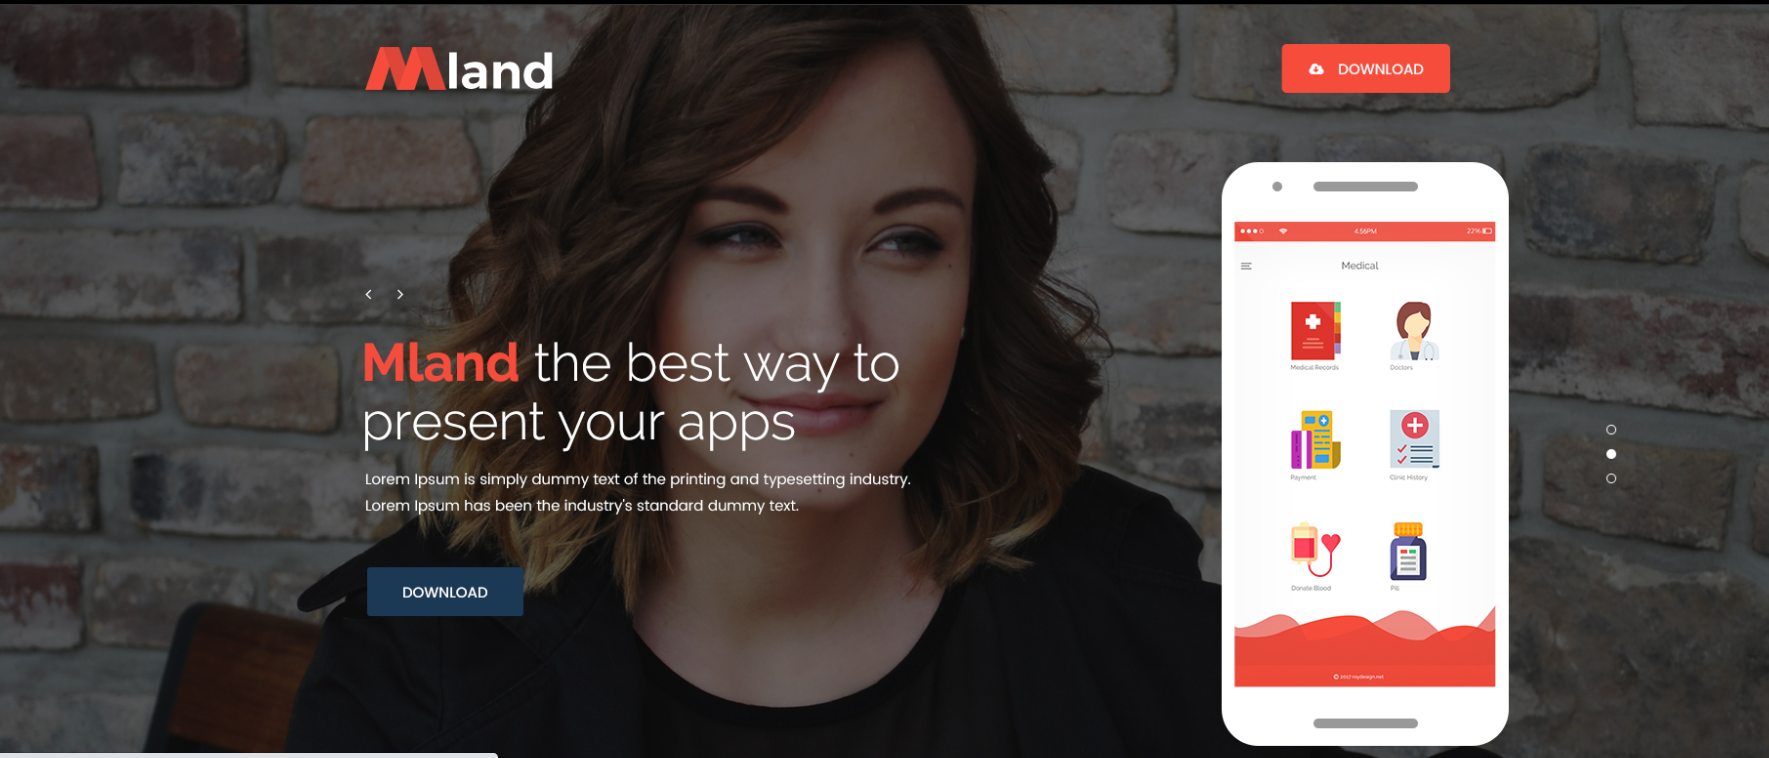 Mland
DOWNLOAD
Mland the best way to
present your apps
Lorem Ipsum is simply dummy text of the printing and typesetting industry.
Lorem Ipsum has been the industry's standard dummy text.
DOWNLOAD
4:56PM
22%
Medical
Medical Records
Doctors
Payment
Clinic History
Donate Blood
Pill